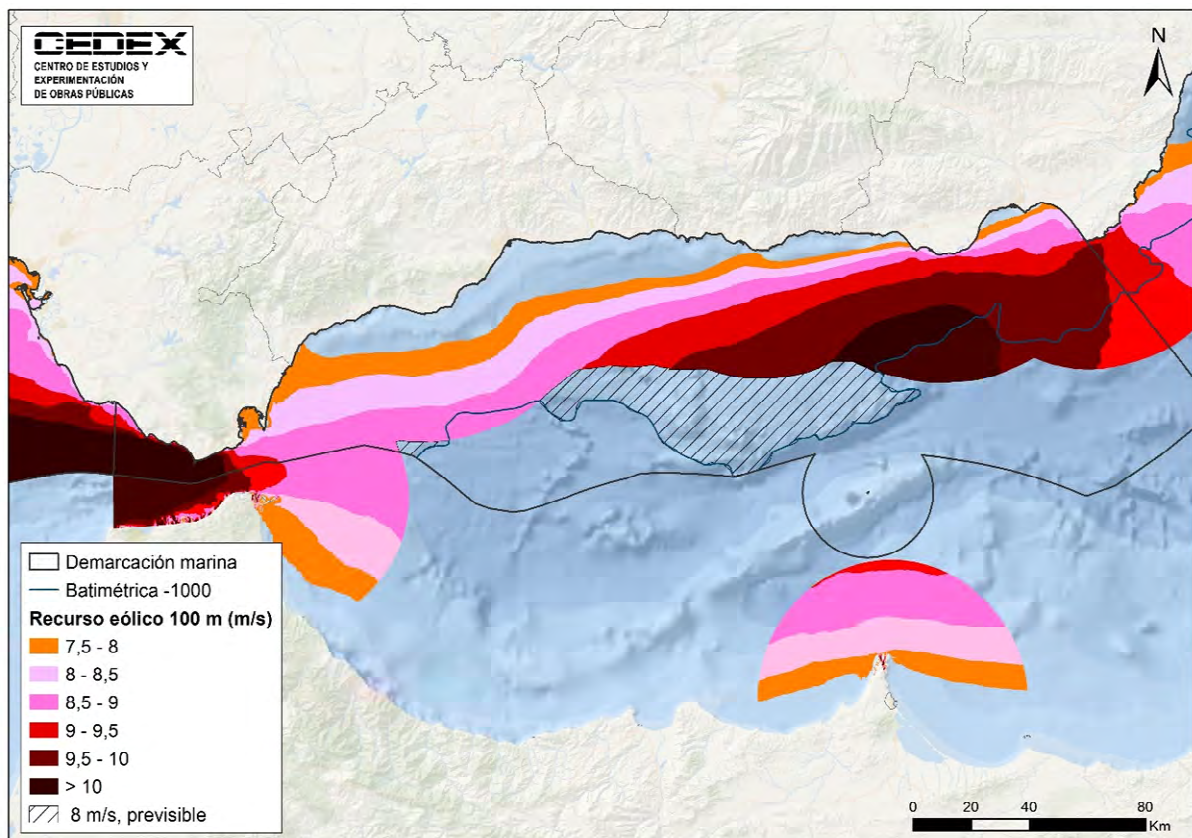 CEDEX
CENTRO DE ESTUDIOS Y
EXPERIMENTACIÓN
DE OBRAS PÚBLICAS
N
Demarcación marina
Batimétrica -1000
Recurso eólico 100 m (m/s)
7,5 - 8
8 - 8,5
8,5 - 9
9 - 9,5
9,5 - 10
> 10
8 m/s, previsible
0 20 40 80
Km